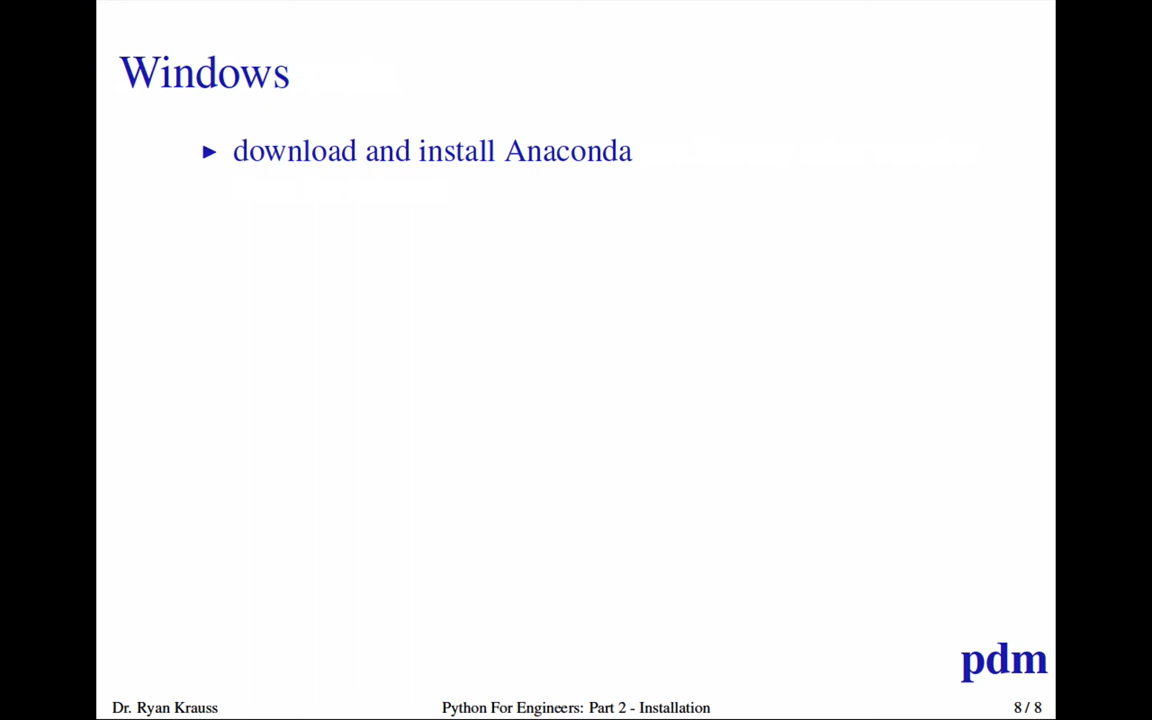 Windows
► download and install Anaconda
pdm
Dr. Ryan Krauss
Python For Engineers: Part 2 - Installation
8 / 8